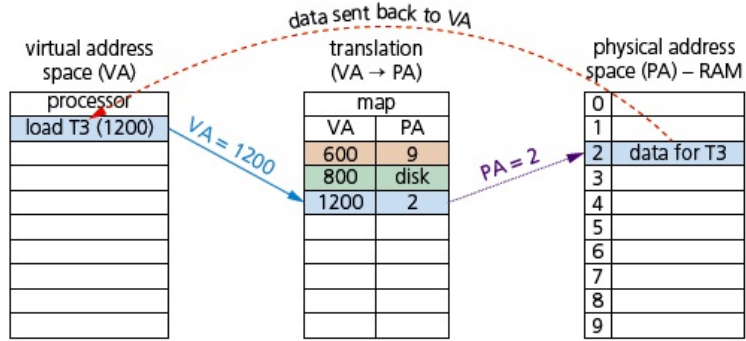 data sent back to VA
virtual address
space (VA)
translation
(VA → PA)
physical address
space (PA) – RAM
processor
load T3 (1200)
VA = 1200
map
VA PA
600 9
800 disk
1200 2
PA = 2
0
1
2 data for T3
3
4
5
6
7
8
9